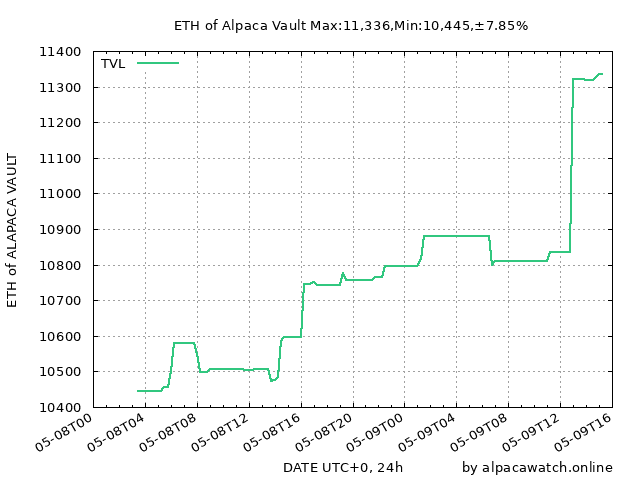 ETH of Alpaca Vault Max:11,336,Min:10,445,±7.85%
TVL
ETH of ALAPACA VAULT
11400
11300
11200
11100
11000
10900
10800
10700
10600
10500
10400
05-08T00
05-08T04
05-08T08
05-08T12
05-08T16
05-08T20
05-09T00
05-09T04
05-09T08
05-09T12
05-09T16
DATE UTC+0, 24h
by alpacawatch.online